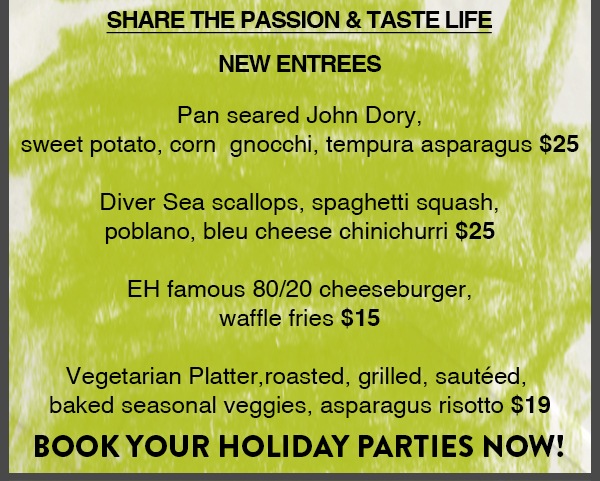 SHARE THE PASSION & TASTE LIFE
NEW ENTREES
Pan seared John Dory,
sweet potato, corn gnocchi, tempura asparagus $25
Diver Sea scallops, spaghetti squash,
poblano, bleu cheese chinichurri $25
EH famous 80/20 cheeseburger,
waffle fries $15
Vegetarian Platter,roasted, grilled, sautéed,
baked seasonal veggies, asparagus risotto $19
BOOK YOUR HOLIDAY PARTIES NOW!